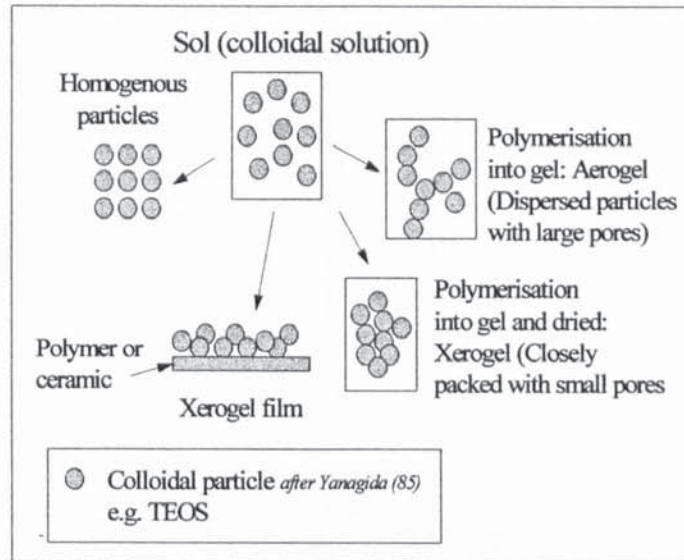 Sol (colloidal solution)
Homogenous
particles
Polymerisation
into gel: Aerogel
(Dispersed particles
with large pores)
Polymerisation
into gel and dried:
Xerogel (Closely
packed with small pores
Polymer or
ceramic
Xerogel film
Colloidal particle after Yanagida (85)
e.g. TEOS